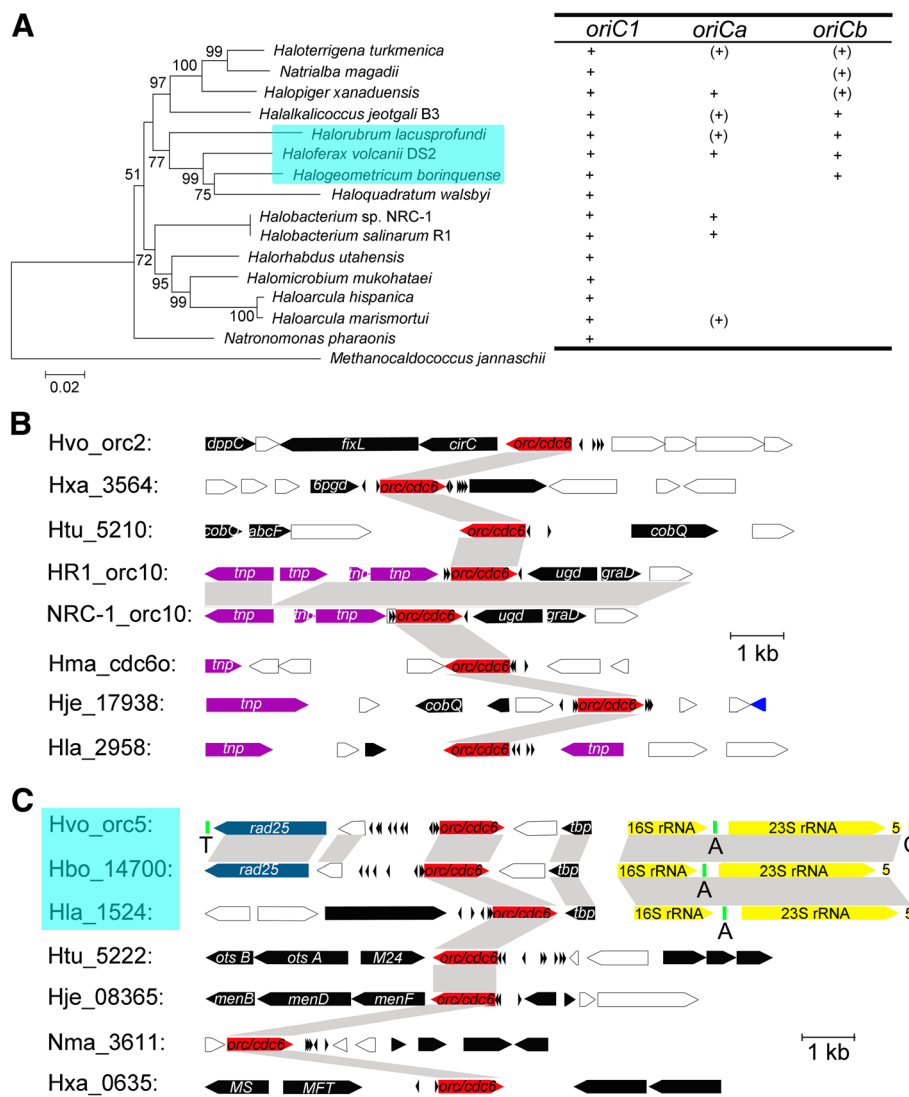 A
oriC1 oriCa oriCb
99 Haloterrigena turkmenica + (+) (+)
100 Natrialba magadii + (+)
97 Halopiger xanaduensis + + (+)
Halalkalicoccus jeotgali B3 + (+) +
Halorubrum lacusprofundi + (+) +
77 Haloferax volcanii DS2 + + +
51 99 Halogeometricum borinquense + +
75 Haloquadratum walsbyi +
Halobacterium sp. NRC-1 + +
Halobacterium salinarum R1 + +
72 Halorhabdus utahensis +
95 Halomicrobium mukohataei +
99 Haloarcula hispanica +
100 Haloarcula marismortui + (+)
Natronomonas pharaonis +
Methanocaldococcus jannaschii
0.02
B
Hvo_orc2: dppC fixL cirC orc/cdc6
Hxa_3564: 6pgd orc/cdc6
Htu_5210: cobQ abcF orc/cdc6 cobQ
HR1_orc10: tnp tnp tnp tnp orc/cdc6 ugd graD
NRC-1_orc10: tnp tnp tnp orc/cdc6 ugd graD
1 kb
Hma_cdc6o: tnp orc/cdc6
Hje_17938: tnp cobQ orc/cdc6
Hla_2958: tnp orc/cdc6 tnp
C
Hvo_orc5: rad25 orc/cdc6 tbp 16S rRNA 23S rRNA 5
T A
Hbo_14700: rad25 orc/cdc6 tbp 16S rRNA 23S rRNA 5
A
Hla_1524: orc/cdc6 tbp 16S rRNA 23S rRNA
A
Htu_5222: ots B ots A M24 orc/cdc6
Hje_08365: menB menD menF orc/cdc6
Nma_3611: orc/cdc6
1 kb
Hxa_0635: MS MFT orc/cdc6